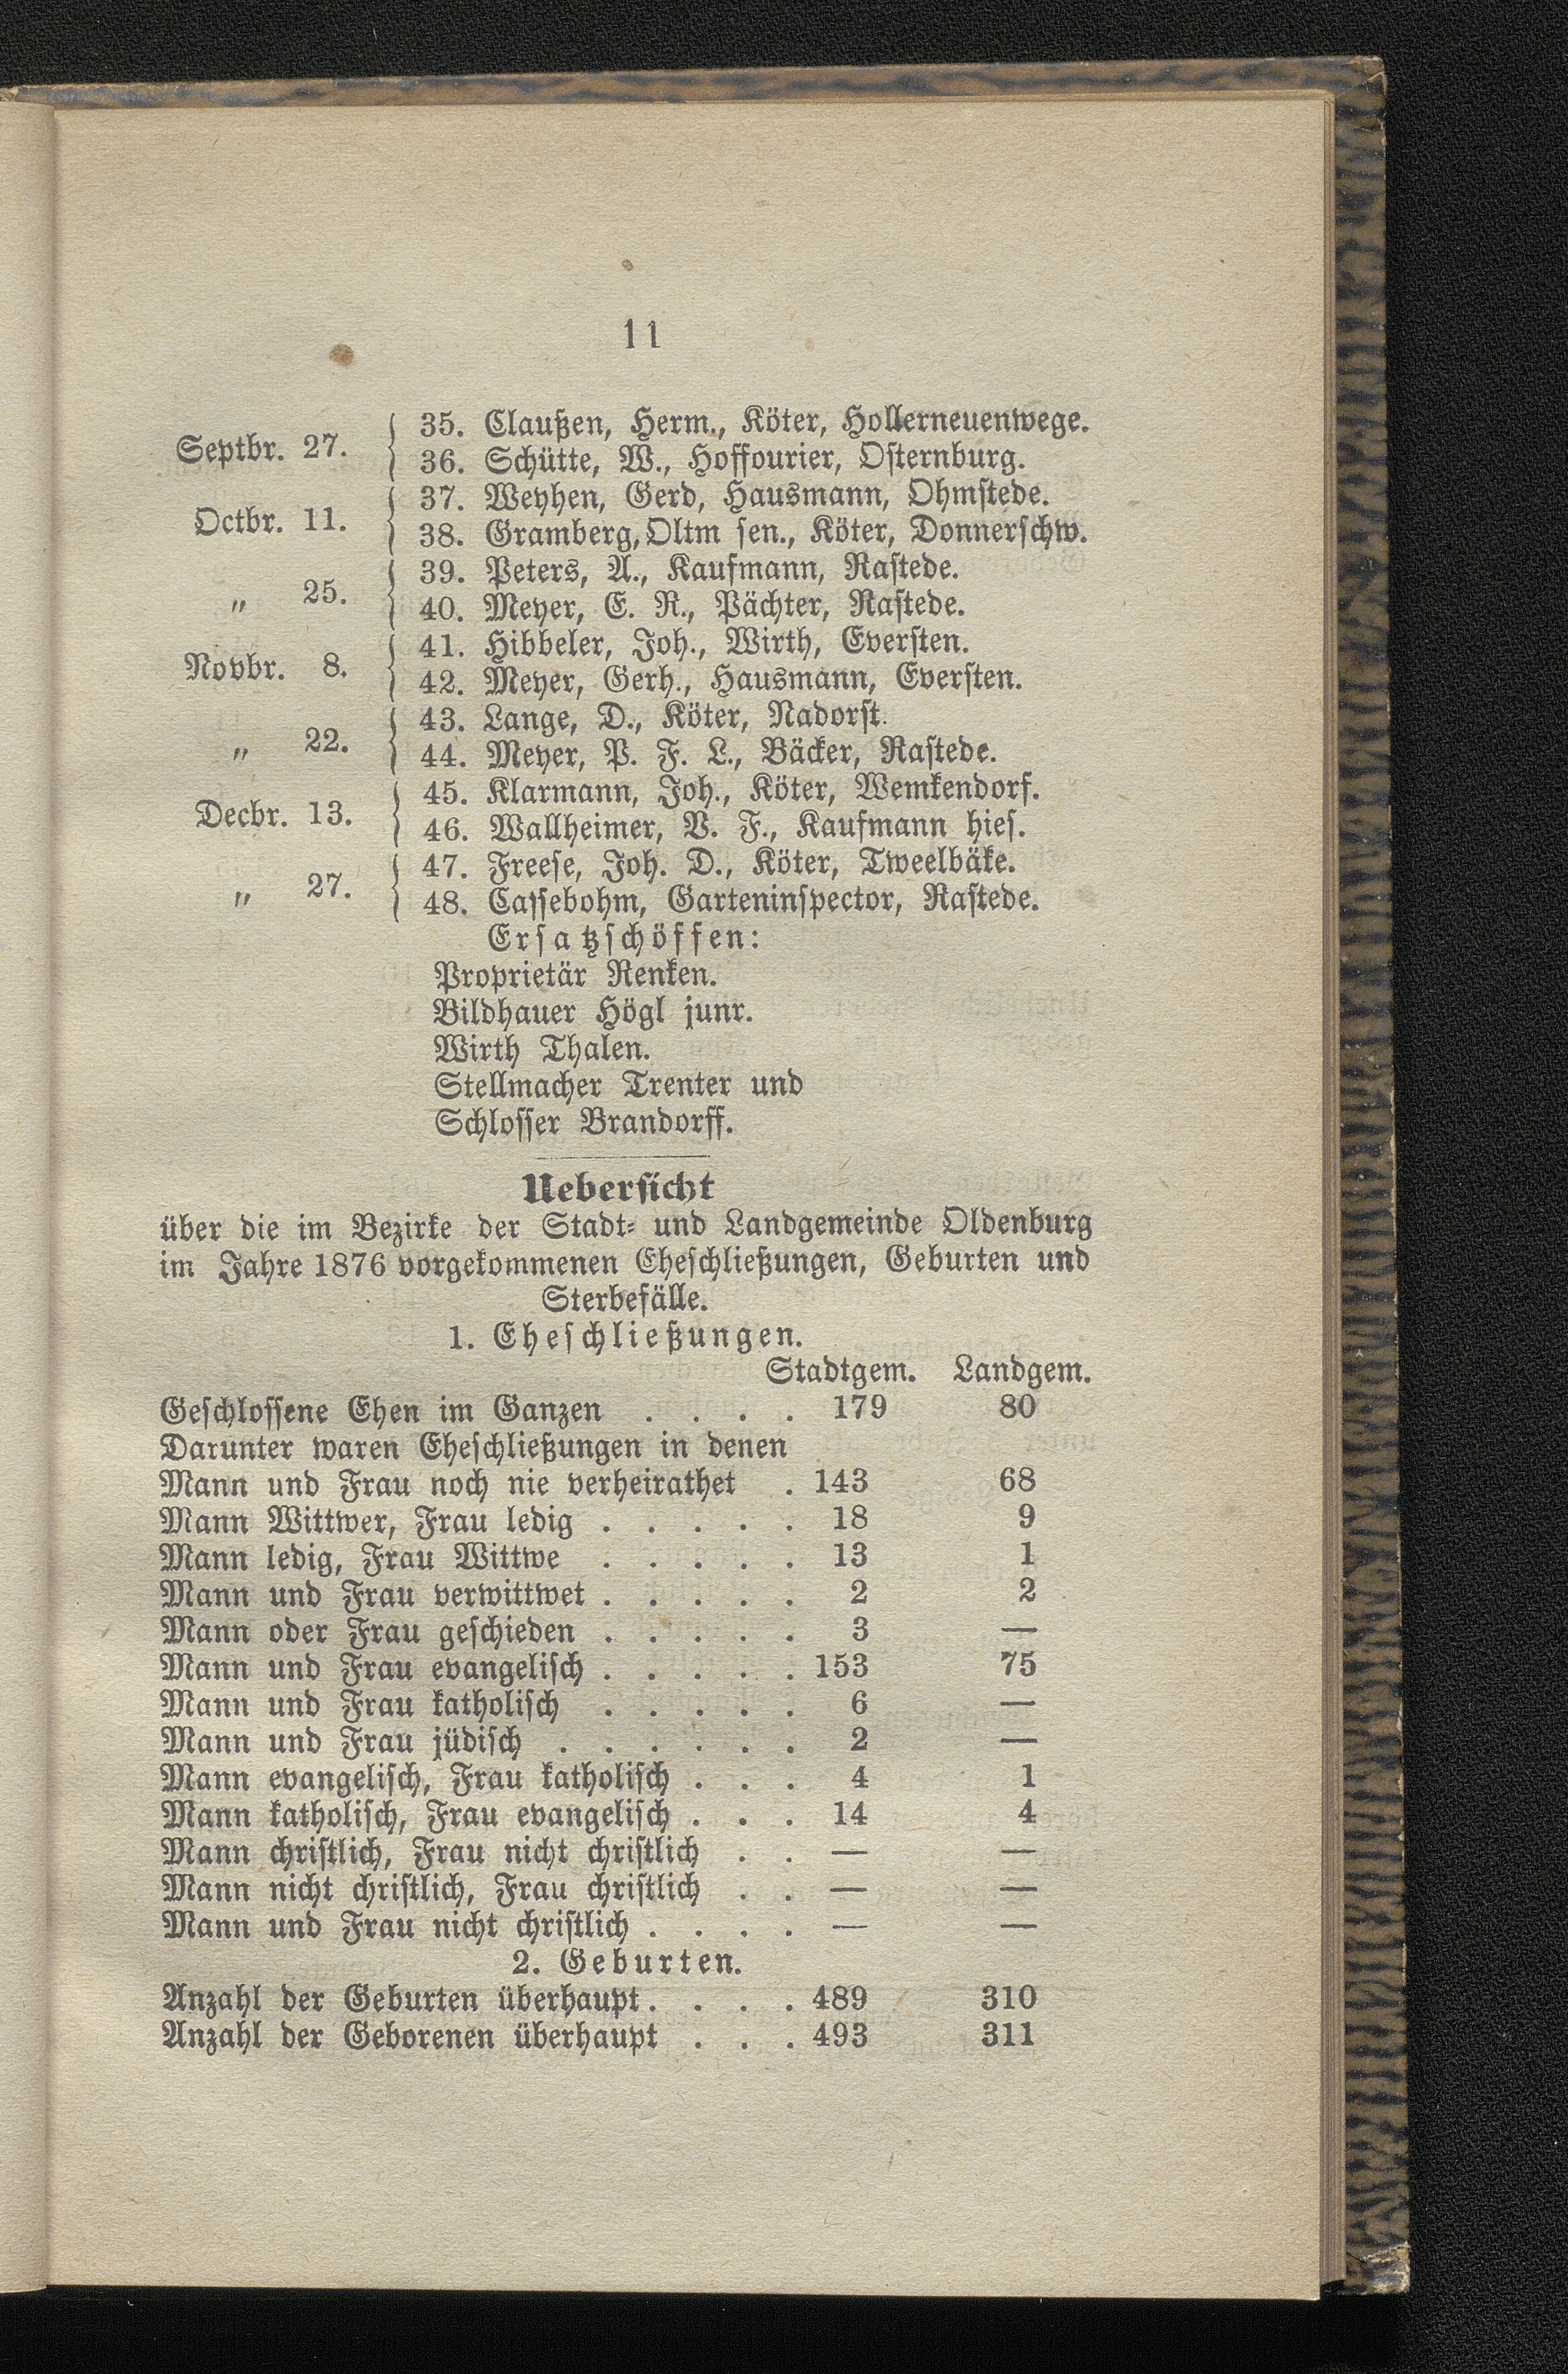 11
Septbr. 27. { 35. Claußen, Herm., Köter, Hollerneuenwege.
36. Schütte, W., Hoffourier, Osternburg.
Octbr. 11. { 37. Weyhen, Gerd, Hausmann, Ohmstede.
38. Gramberg, Oltm sen., Köter, Donnerschw.
„ 25. { 39. Peters, A., Kaufmann, Rastede.
40. Meyer, E. R., Pächter, Rastede.
Novbr. 8. { 41. Hibbeler, Joh., Wirth, Eversten.
42. Meyer, Gerh., Hausmann, Eversten.
„ 22. { 43. Lange, D., Köter, Nadorst.
44. Meyer, P. F. L., Bäcker, Rastede.
Decbr. 13. { 45. Klarmann, Joh., Köter, Wemkendorf.
46. Wallheimer, V. F., Kaufmann hies.
„ 27. { 47. Freese, Joh. D., Köter, Tweelbäke.
48. Cassebohm, Garteninspector, Rastede.
Ersatzschöffen:
Proprietär Renken.
Bildhauer Högl junr.
Wirth Thalen.
Stellmacher Trenter und
Schlosser Brandorff.
Uebersicht
über die im Bezirke der Stadt- und Landgemeinde Oldenburg
im Jahre 1876 vorgekommenen Eheschließungen, Geburten und
Sterbefälle.
1. Eheschließungen.
Stadtgem. Landgem.
Geschlossene Ehen im Ganzen . . . . 179 80
Darunter waren Eheschließungen in denen
Mann und Frau noch nie verheirathet . 143 68
Mann Wittwer, Frau ledig . . . . . 18 9
Mann ledig, Frau Wittwe . . . . . 13 1
Mann und Frau verwittwet . . . . . 2 2
Mann oder Frau geschieden . . . . . 3 —
Mann und Frau evangelisch . . . . . 153 75
Mann und Frau katholisch . . . . . 6 —
Mann und Frau jüdisch . . . . . . 2 —
Mann evangelisch, Frau katholisch . . . 4 1
Mann katholisch, Frau evangelisch . . . 14 4
Mann christlich, Frau nicht christlich . . — —
Mann nicht christlich, Frau christlich . . — —
Mann und Frau nicht christlich . . . . — —
2. Geburten.
Anzahl der Geburten überhaupt . . . . 489 310
Anzahl der Geborenen überhaupt . . . 493 311